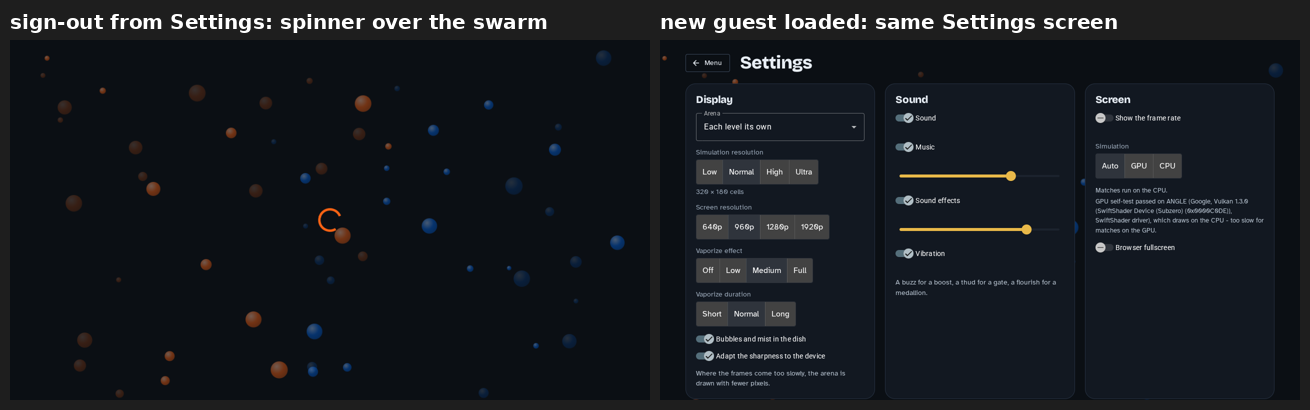 sign-out from Settings: spinner over the swarm
new guest loaded: same Settings screen
← Menu
Settings
Display
Arena
Each level its own
Simulation resolution
Low Normal High Ultra
320 × 180 cells
Screen resolution
640p 960p 1280p 1920p
Vaporize effect
Off Low Medium Full
Vaporize duration
Short Normal Long
Bubbles and mist in the dish
Adapt the sharpness to the device
Where the frames come too slowly, the arena is
drawn with fewer pixels.
Sound
Sound
Music
Sound effects
Vibration
A buzz for a boost, a thud for a gate, a flourish for a
medallion.
Screen
Show the frame rate
Simulation
Auto GPU CPU
Matches run on the CPU.
GPU self-test passed on ANGLE (Google, Vulkan 1.3.0
(SwiftShader Device (Subzero) (0x0000C0DE)),
SwiftShader driver), which draws on the CPU - too slow for
matches on the GPU.
Browser fullscreen